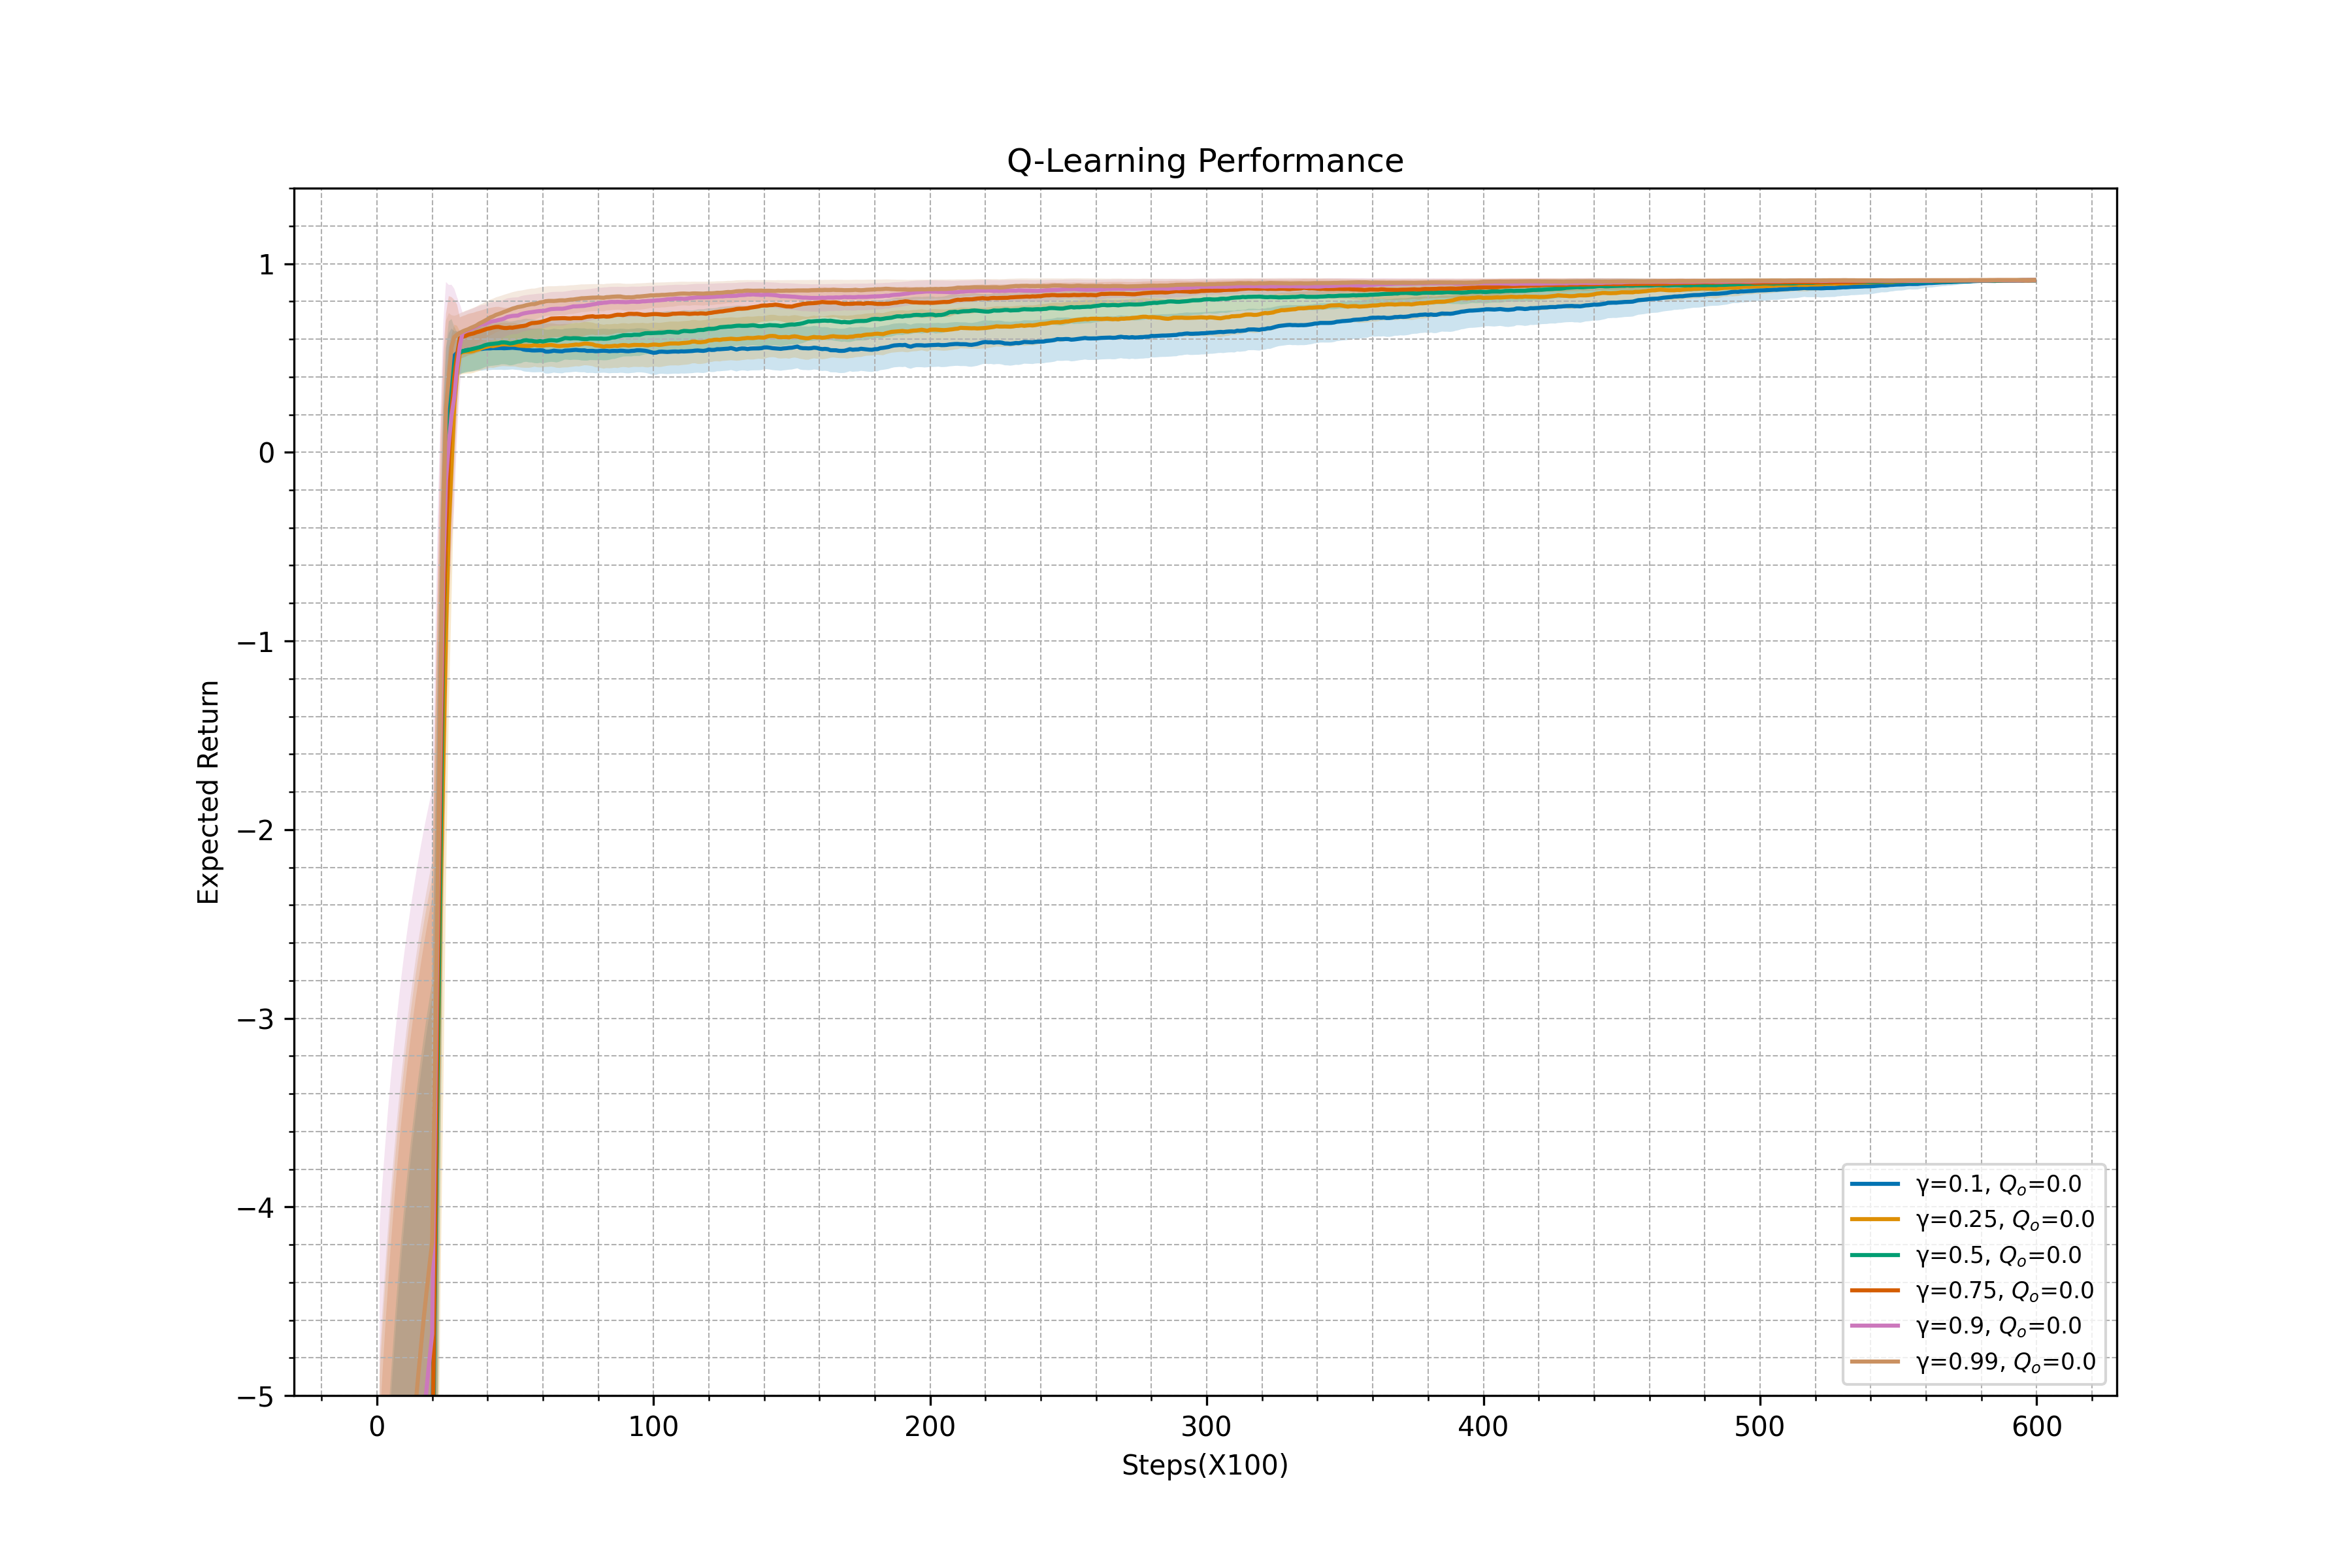 Q-Learning Performance
Expected Return
1
0
−1
−2
−3
−4
−5
0 100 200 300 400 500 600
Steps(X100)
γ=0.1, Qₒ=0.0
γ=0.25, Qₒ=0.0
γ=0.5, Qₒ=0.0
γ=0.75, Qₒ=0.0
γ=0.9, Qₒ=0.0
γ=0.99, Qₒ=0.0